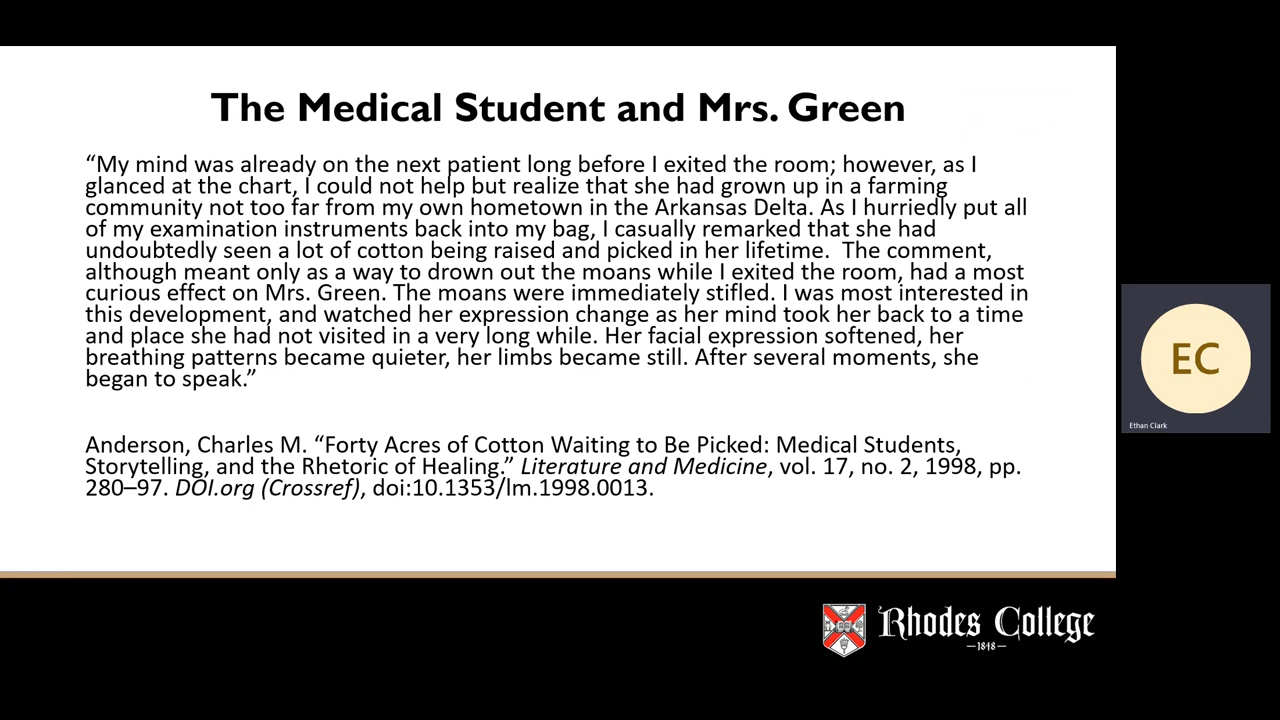 The Medical Student and Mrs. Green
“My mind was already on the next patient long before I exited the room; however, as I
glanced at the chart, I could not help but realize that she had grown up in a farming
community not too far from my own hometown in the Arkansas Delta. As I hurriedly put all
of my examination instruments back into my bag, I casually remarked that she had
undoubtedly seen a lot of cotton being raised and picked in her lifetime.  The comment,
although meant only as a way to drown out the moans while I exited the room, had a most
curious effect on Mrs. Green. The moans were immediately stifled. I was most interested in
this development, and watched her expression change as her mind took her back to a time
and place she had not visited in a very long while. Her facial expression softened, her
breathing patterns became quieter, her limbs became still. After several moments, she
began to speak.”
Anderson, Charles M. “Forty Acres of Cotton Waiting to Be Picked: Medical Students,
Storytelling, and the Rhetoric of Healing.” Literature and Medicine, vol. 17, no. 2, 1998, pp.
280–97. DOI.org (Crossref), doi:10.1353/lm.1998.0013.
EC
Ethan Clark
Rhodes College
—1848—